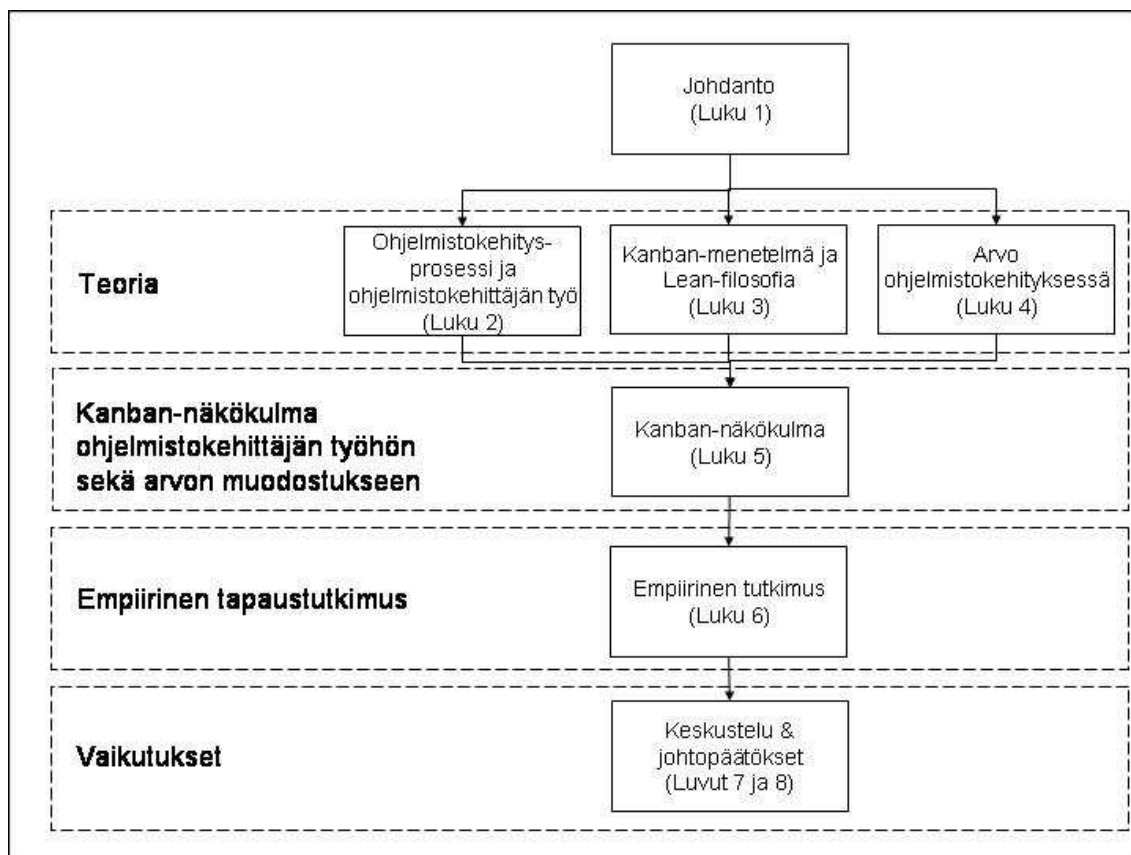 Johdanto
(Luku 1)
Teoria
Ohjelmistokehitys-
prosessi ja
ohjelmistokehittäjän työ
(Luku 2)
Kanban-menetelmä ja
Lean-filosofia
(Luku 3)
Arvo
ohjelmistokehityksessä
(Luku 4)
Kanban-näkökulma
ohjelmistokehittäjän työhön
sekä arvon muodostukseen
Kanban-näkökulma
(Luku 5)
Empiirinen tapaustutkimus
Empiirinen tutkimus
(Luku 6)
Vaikutukset
Keskustelu &
johtopäätökset
(Luvut 7 ja 8)